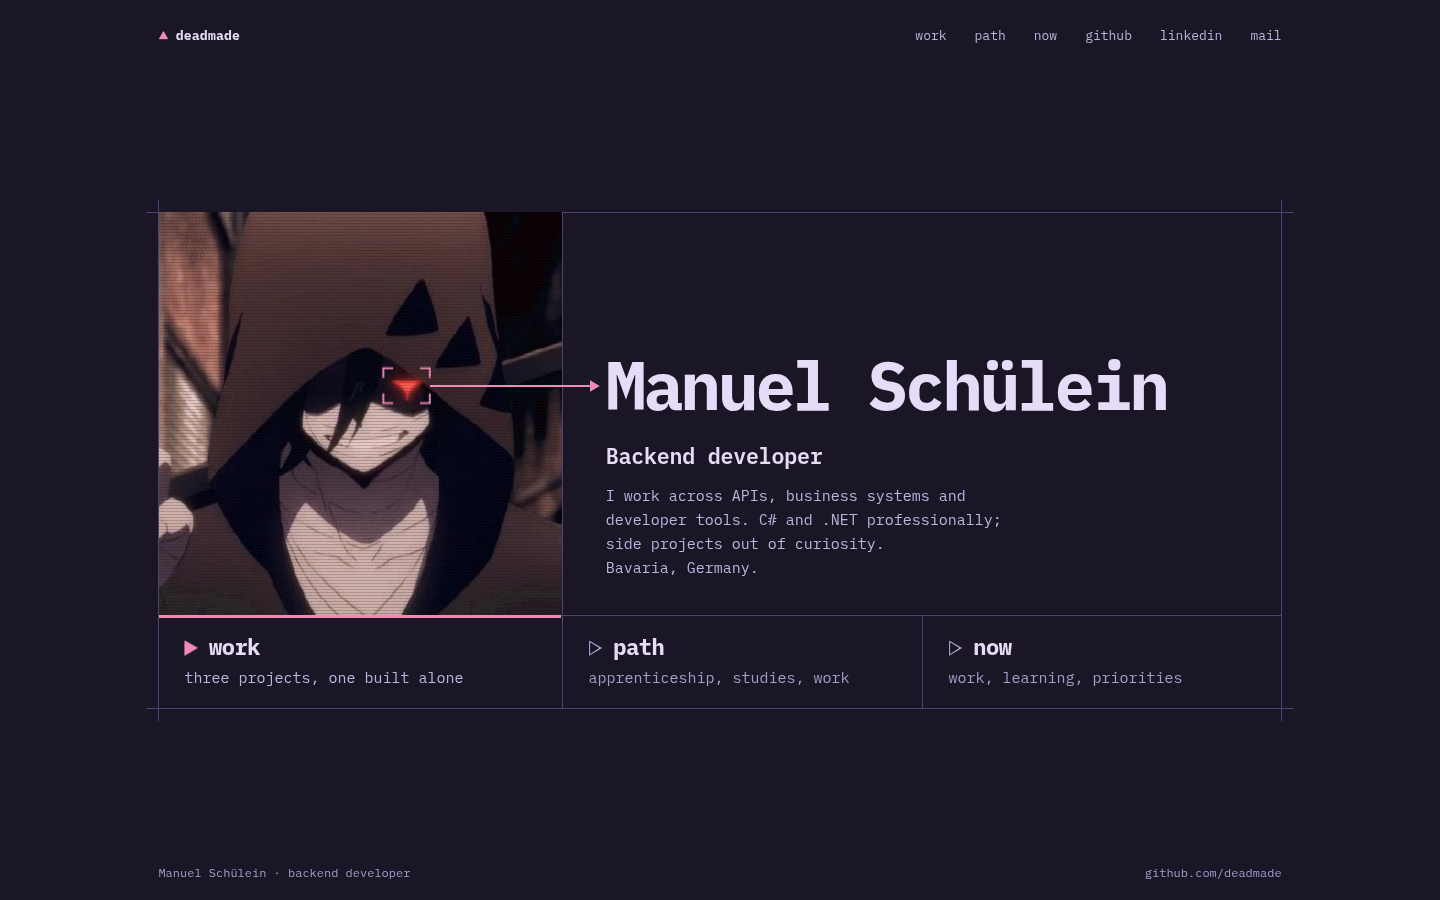 deadmade
work path now github linkedin mail
Manuel Schülein
Backend developer
I work across APIs, business systems and
developer tools. C# and .NET professionally;
side projects out of curiosity.
Bavaria, Germany.
work
three projects, one built alone
path
apprenticeship, studies, work
now
work, learning, priorities
Manuel Schülein · backend developer
github.com/deadmade